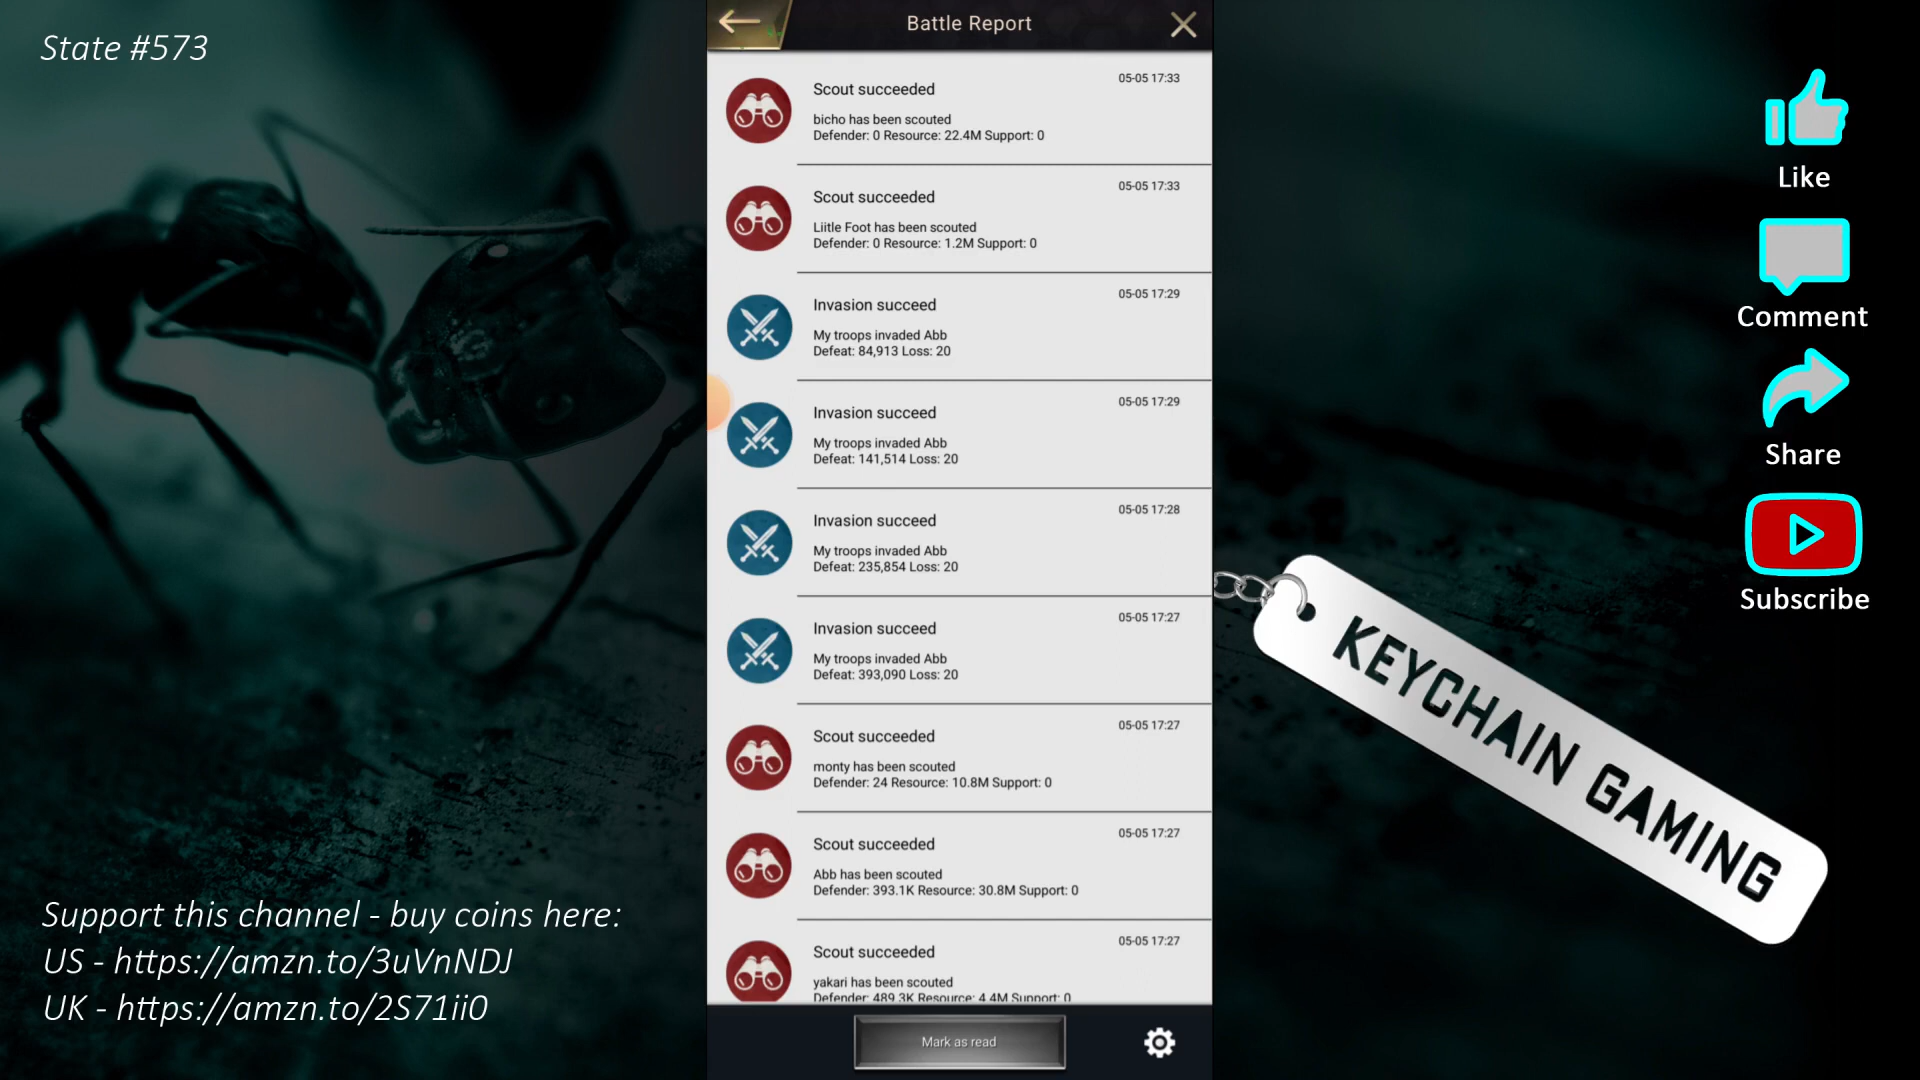 State #573
Battle Report
Scout succeeded
05-05 17:33
bicho has been scouted
Defender: 0 Resource: 22.4M Support: 0
Scout succeeded
05-05 17:33
Liitle Foot has been scouted
Defender: 0 Resource: 1.2M Support: 0
Invasion succeed
05-05 17:29
My troops invaded Abb
Defeat: 84,913 Loss: 20
Invasion succeed
05-05 17:29
My troops invaded Abb
Defeat: 141,514 Loss: 20
Invasion succeed
05-05 17:28
My troops invaded Abb
Defeat: 235,854 Loss: 20
Invasion succeed
05-05 17:27
My troops invaded Abb
Defeat: 393,090 Loss: 20
Scout succeeded
05-05 17:27
monty has been scouted
Defender: 24 Resource: 10.8M Support: 0
Scout succeeded
05-05 17:27
Abb has been scouted
Defender: 393.1K Resource: 30.8M Support: 0
Scout succeeded
05-05 17:27
yakari has been scouted
Defender: 489.3K Resource: 4.4M Support: 0
Mark as read
Like
Comment
Share
Subscribe
KEYCHAIN GAMING
Support this channel - buy coins here:
US - https://amzn.to/3uVnNDJ
UK - https://amzn.to/2S71ii0